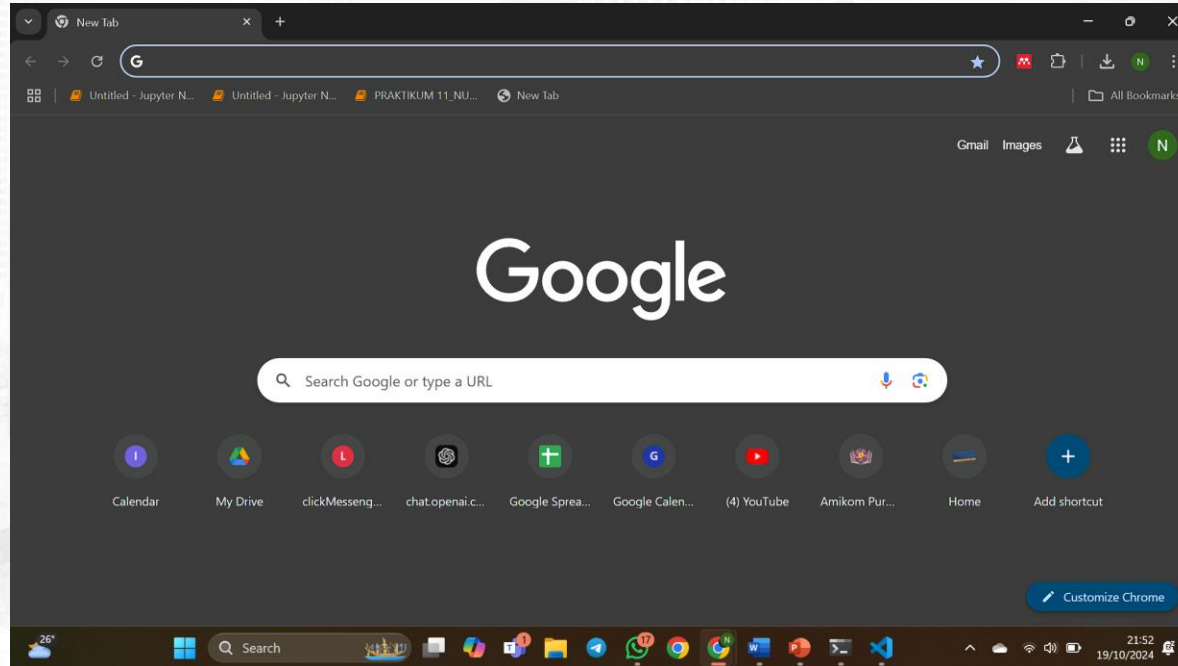 New Tab
G
Untitled - Jupyter N...
Untitled - Jupyter N...
PRAKTIKUM 11_NU...
New Tab
All Bookmarks
N
Gmail Images
N
Google
Search Google or type a URL
I
L
G
Calendar
My Drive
clickMesseng...
chat.openai.c...
Google Sprea...
Google Calen...
(4) YouTube
Amikom Pur...
Home
Add shortcut
Customize Chrome
26°
Search
1
17
N
21:52
19/10/2024